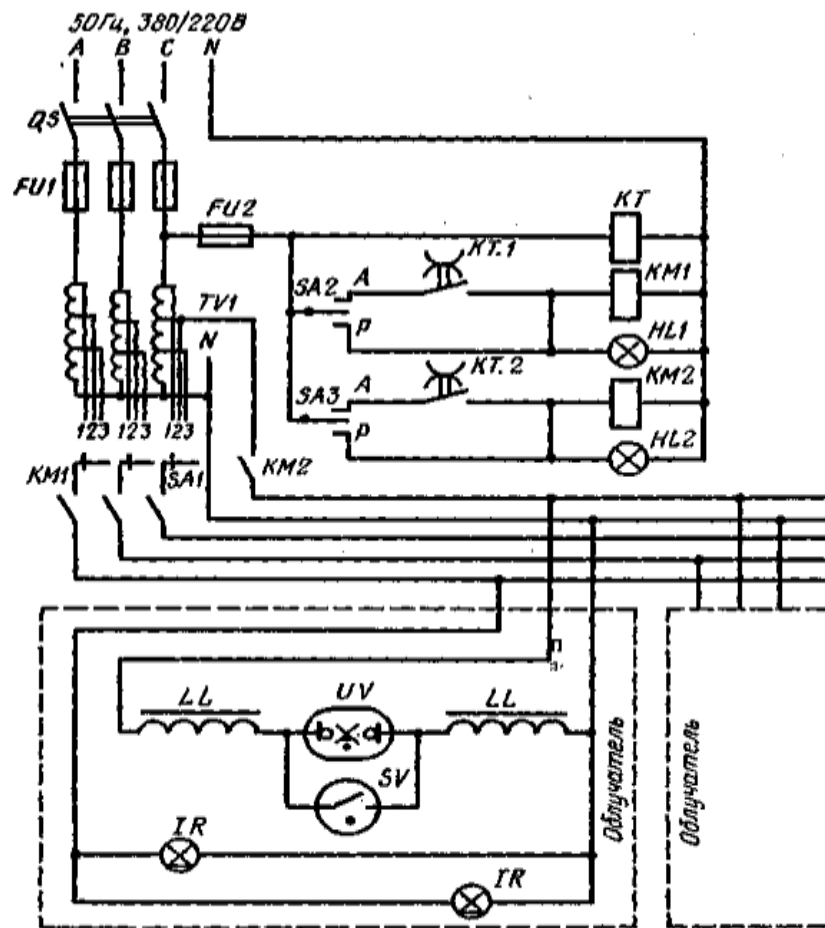 50Гц, 380/220В
A B C N
QS
FU1
FU2
KT
KT.1
KM1
SA2 A
P
HL1
TV1
N
KT.2
KM2
SA3 A
P
HL2
123 123 123
KM1
SA1
KM2
LL UV LL
SV
IR
IR
Облучатель
Облучатель